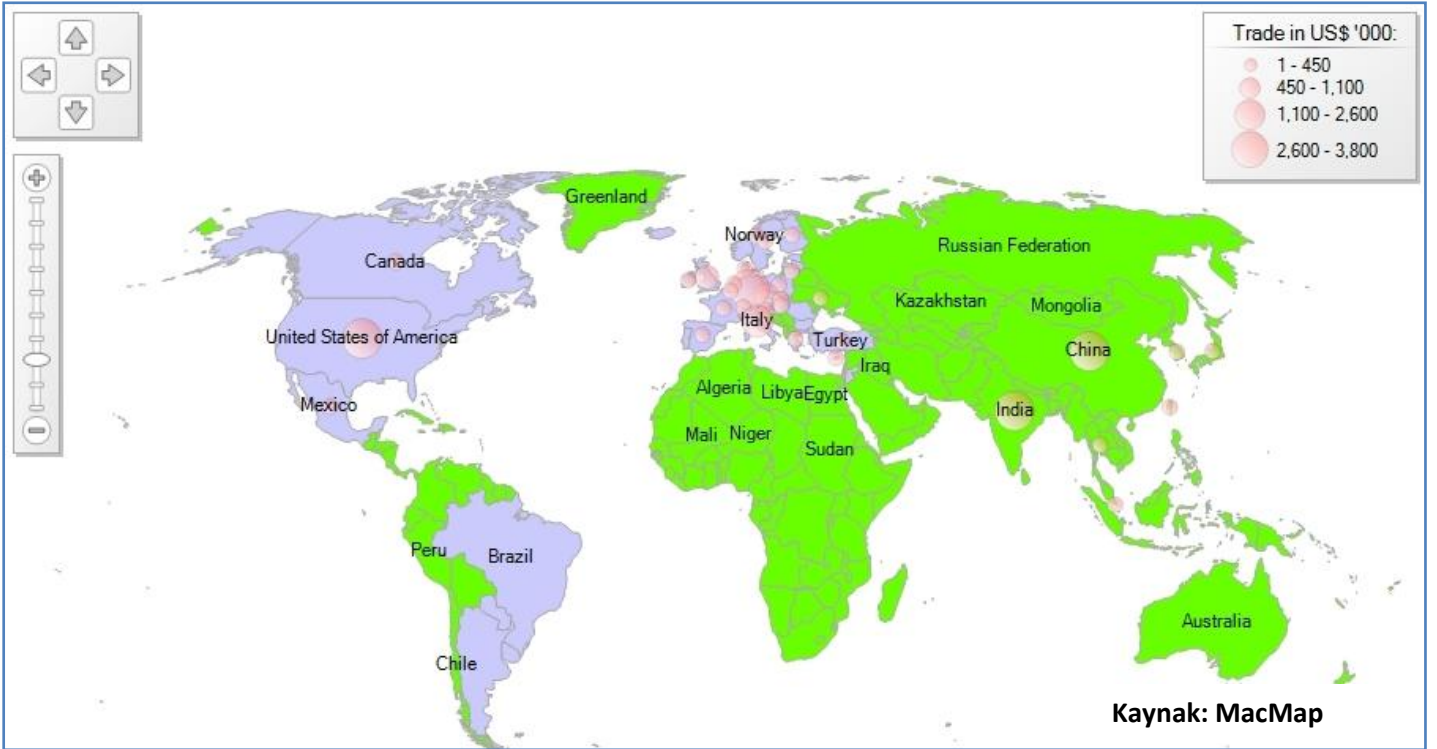 Trade in US$ '000:
1 - 450
450 - 1,100
1,100 - 2,600
2,600 - 3,800
Greenland
Norway
Russian Federation
Canada
Kazakhstan
Mongolia
Italy
United States of America
Turkey
China
Iraq
Algeria
Libya
Egypt
Mexico
India
Mali
Niger
Sudan
Peru
Brazil
Australia
Chile
Kaynak: MacMap